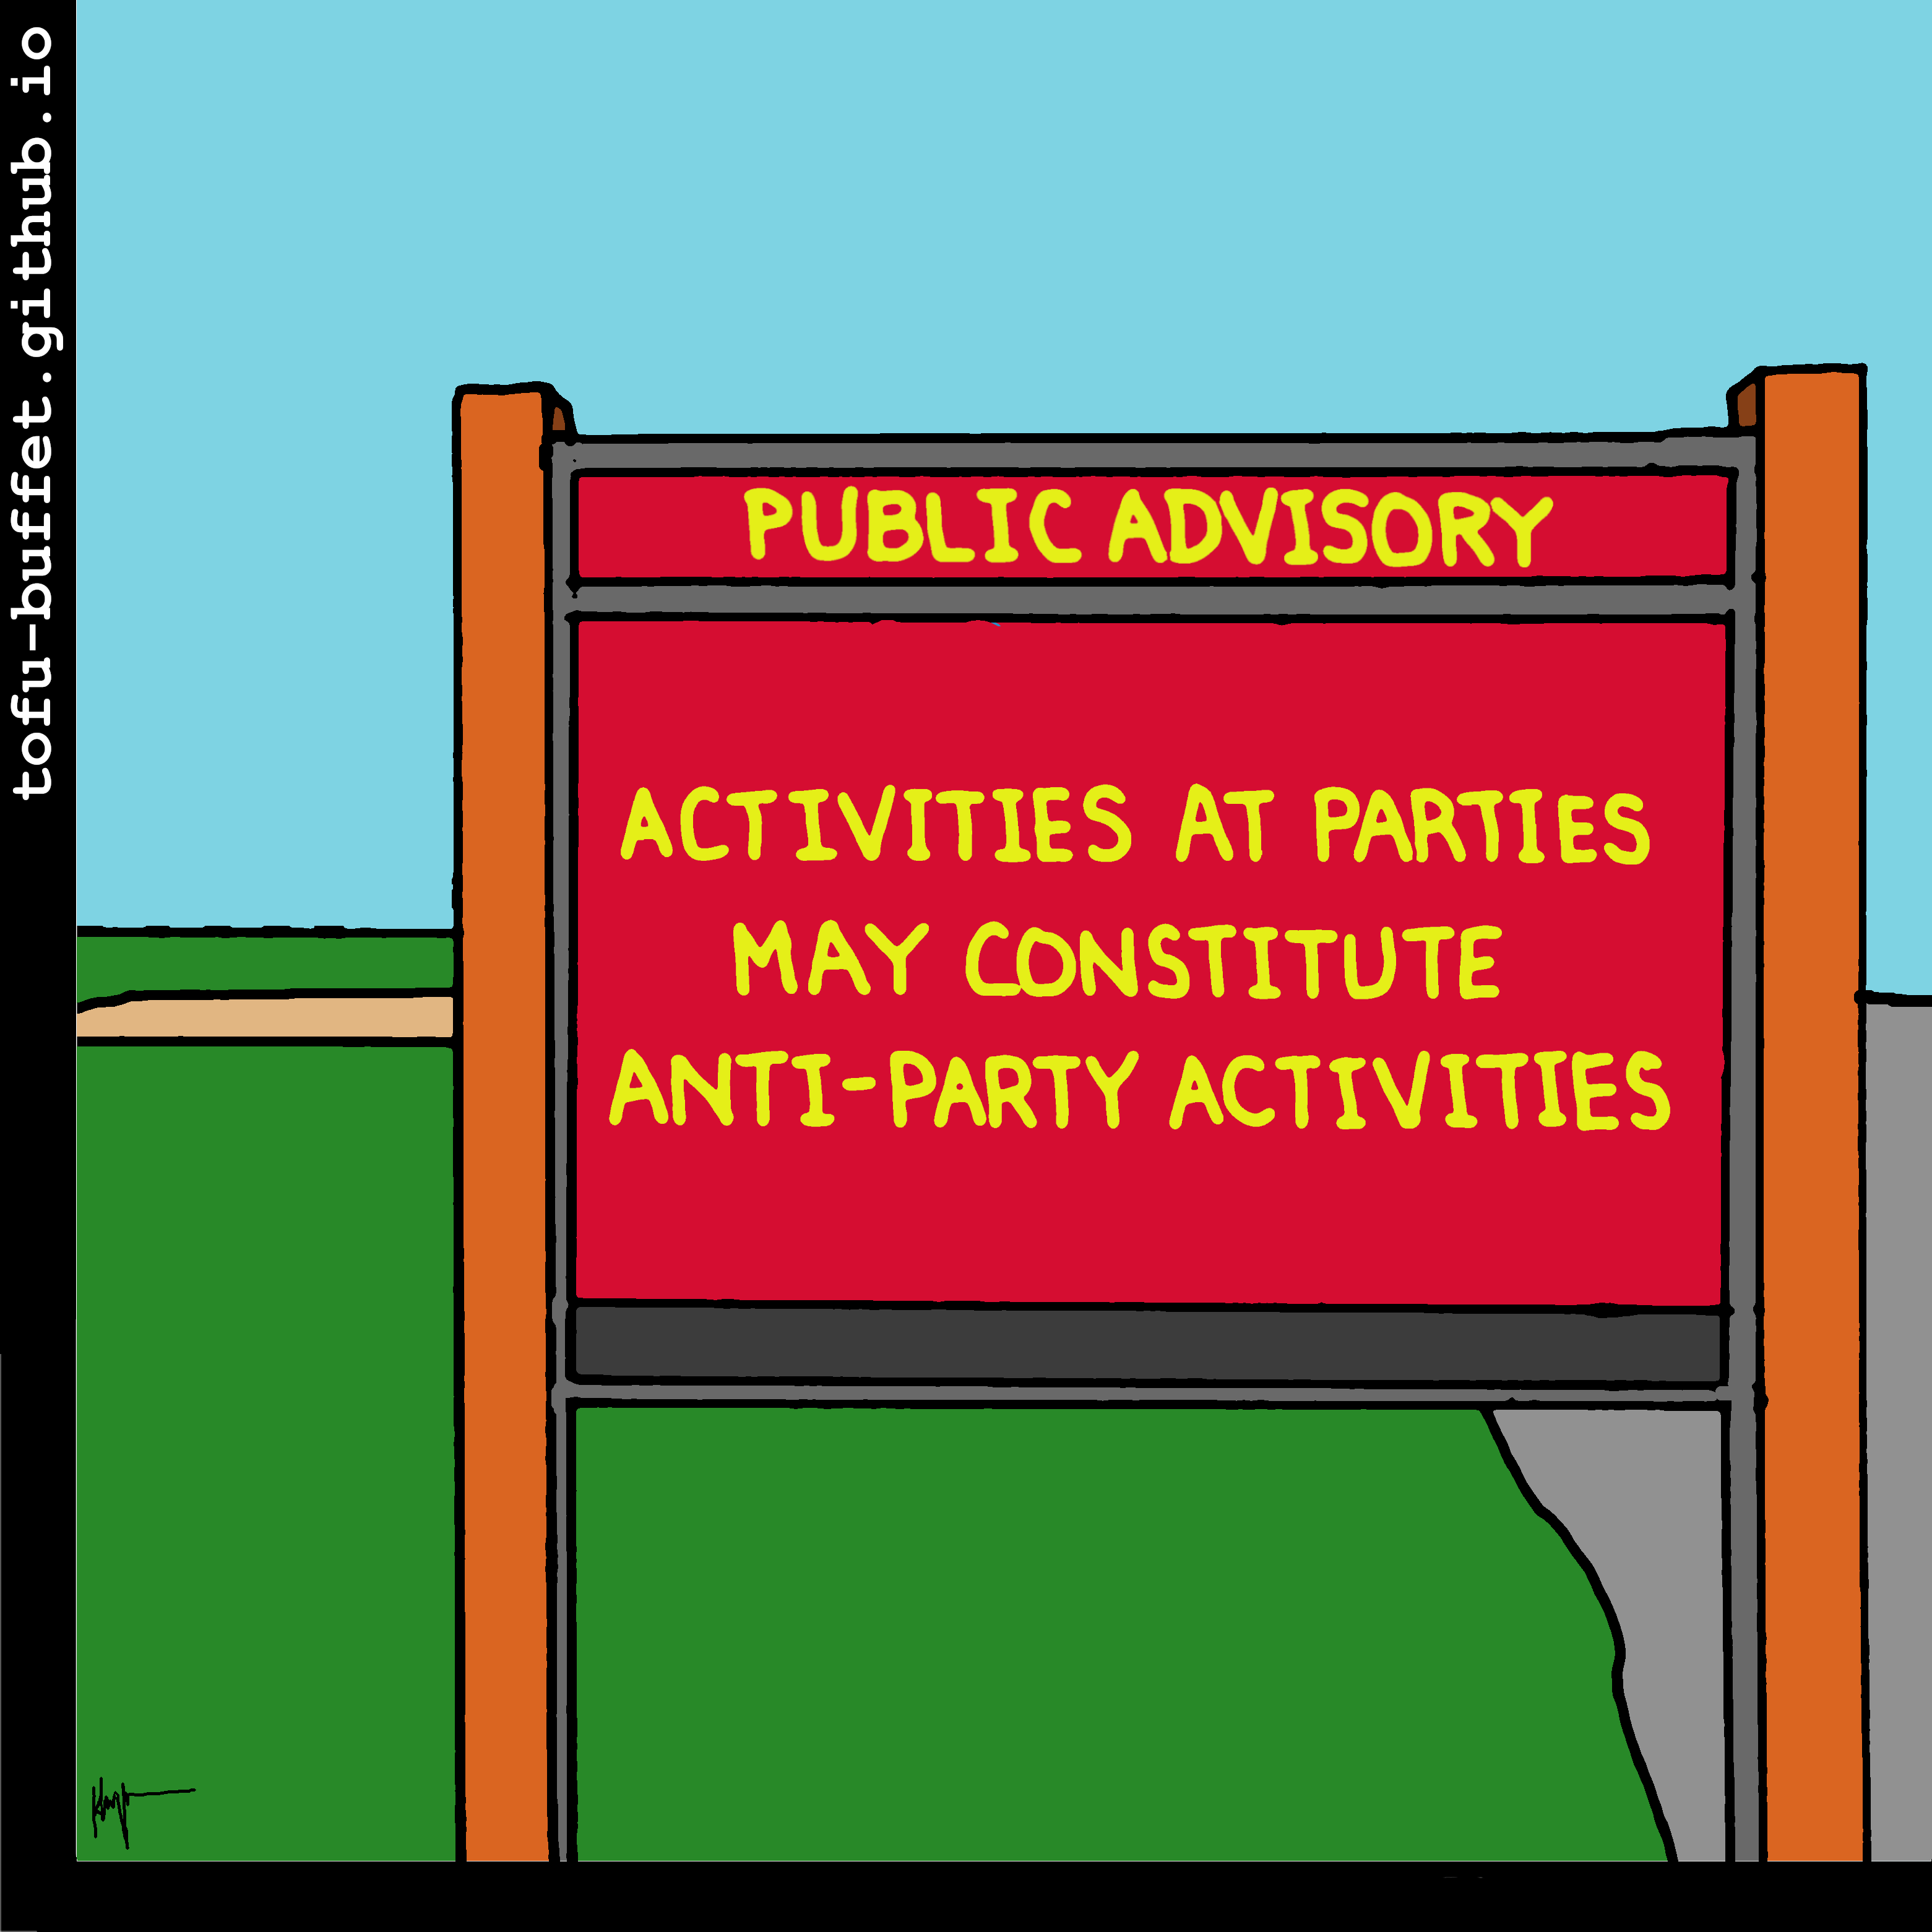 tofu-buffet.github.io
PUBLIC ADVISORY
ACTIVITIES AT PARTIES
MAY CONSTITUTE
ANTI-PARTY ACTIVITIES